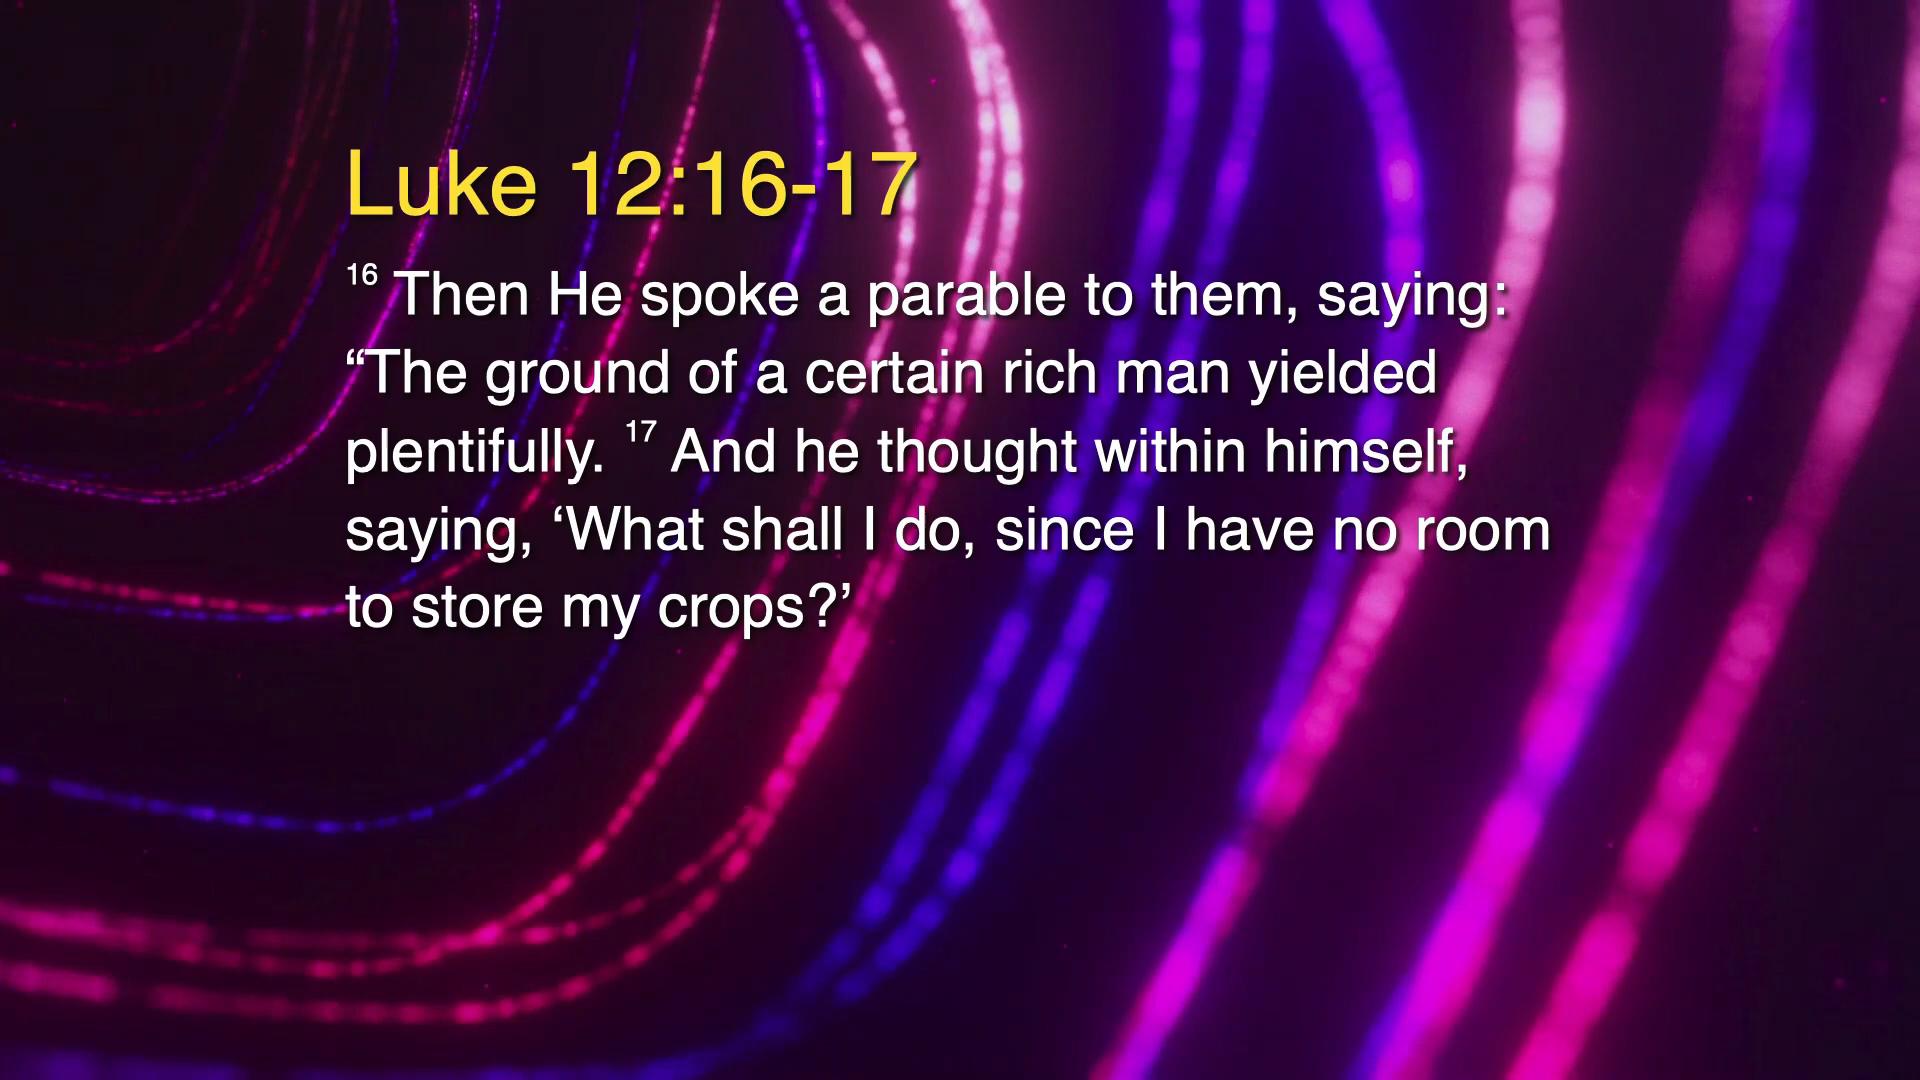 Luke 12:16-17
16 Then He spoke a parable to them, saying:
“The ground of a certain rich man yielded
plentifully. 17 And he thought within himself,
saying, ‘What shall I do, since I have no room
to store my crops?’